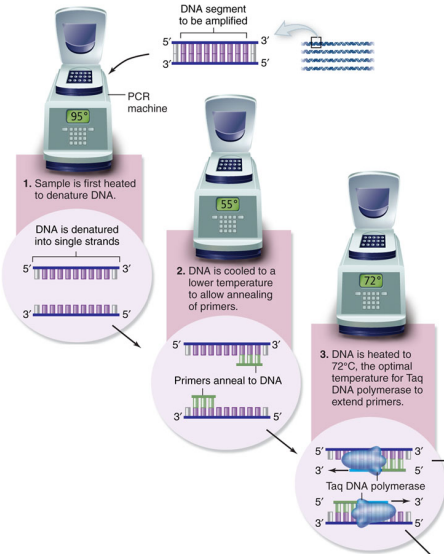 DNA segment
to be amplified
5′ 3′
3′ 5′
PCR
machine
95°
1. Sample is first heated
to denature DNA.
DNA is denatured
into single strands
5′ 3′
3′ 5′
55°
2. DNA is cooled to a
lower temperature
to allow annealing
of primers.
5′ 3′
Primers anneal to DNA
3′ 5′
72°
3. DNA is heated to
72°C, the optimal
temperature for Taq
DNA polymerase to
extend primers.
5′ 3′
3′ 5′
Taq DNA polymerase
5′ 3′
3′ 5′